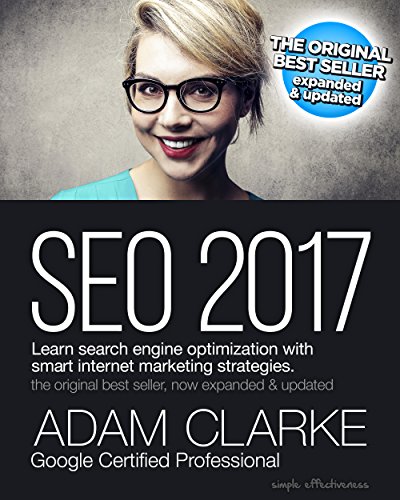 THE ORIGINAL
BEST SELLER
expanded
& updated
SEO 2017
Learn search engine optimization with
smart internet marketing strategies.
the original best seller, now expanded & updated
ADAM CLARKE
Google Certified Professional
simple effectiveness